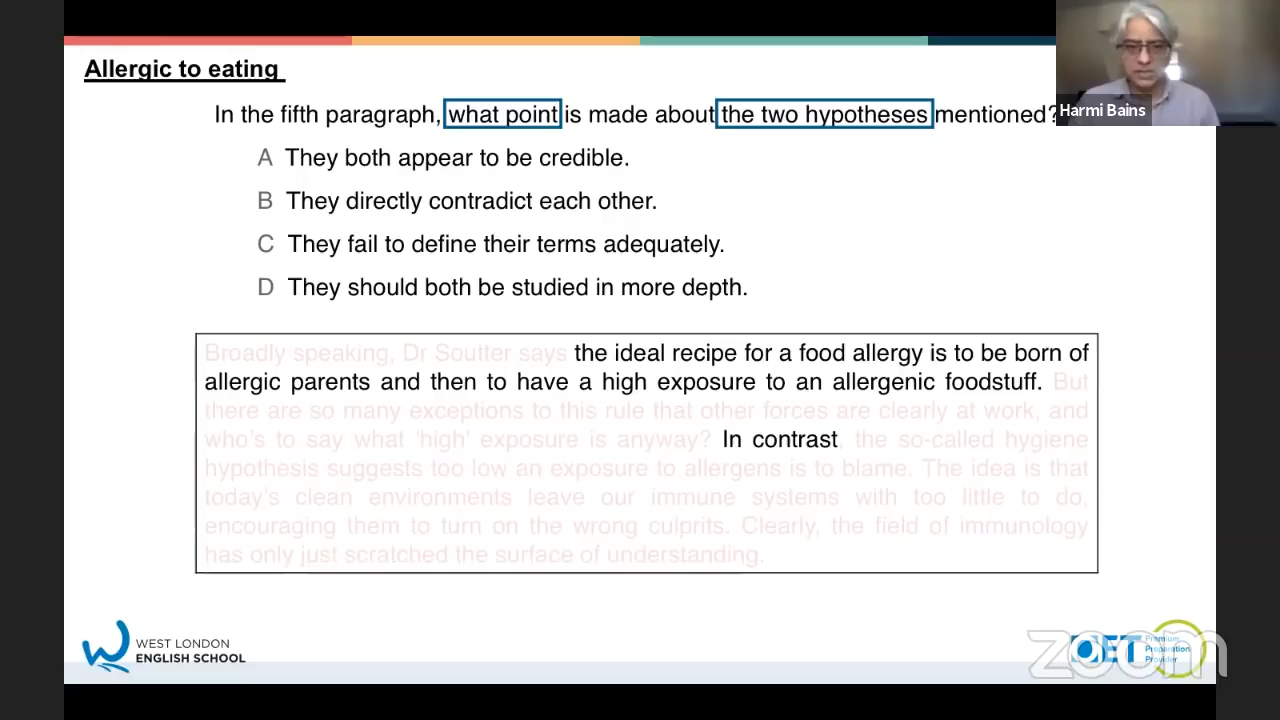 Allergic to eating
Harmi Bains
In the fifth paragraph, what point is made about the two hypotheses mentioned?
A They both appear to be credible.
B They directly contradict each other.
C They fail to define their terms adequately.
D They should both be studied in more depth.
Broadly speaking, Dr Soutter says the ideal recipe for a food allergy is to be born of
allergic parents and then to have a high exposure to an allergenic foodstuff. But
there are so many exceptions to this rule that other forces are clearly at work, and
who's to say what 'high' exposure is anyway? In contrast, the so-called hygiene
hypothesis suggests too low an exposure to allergens is to blame. The idea is that
today's clean environments leave our immune systems with too little to do,
encouraging them to turn on the wrong culprits. Clearly, the field of immunology
has only just scratched the surface of understanding.
WEST LONDON
ENGLISH SCHOOL
OET
Premium
Preparation
Provider
zoom